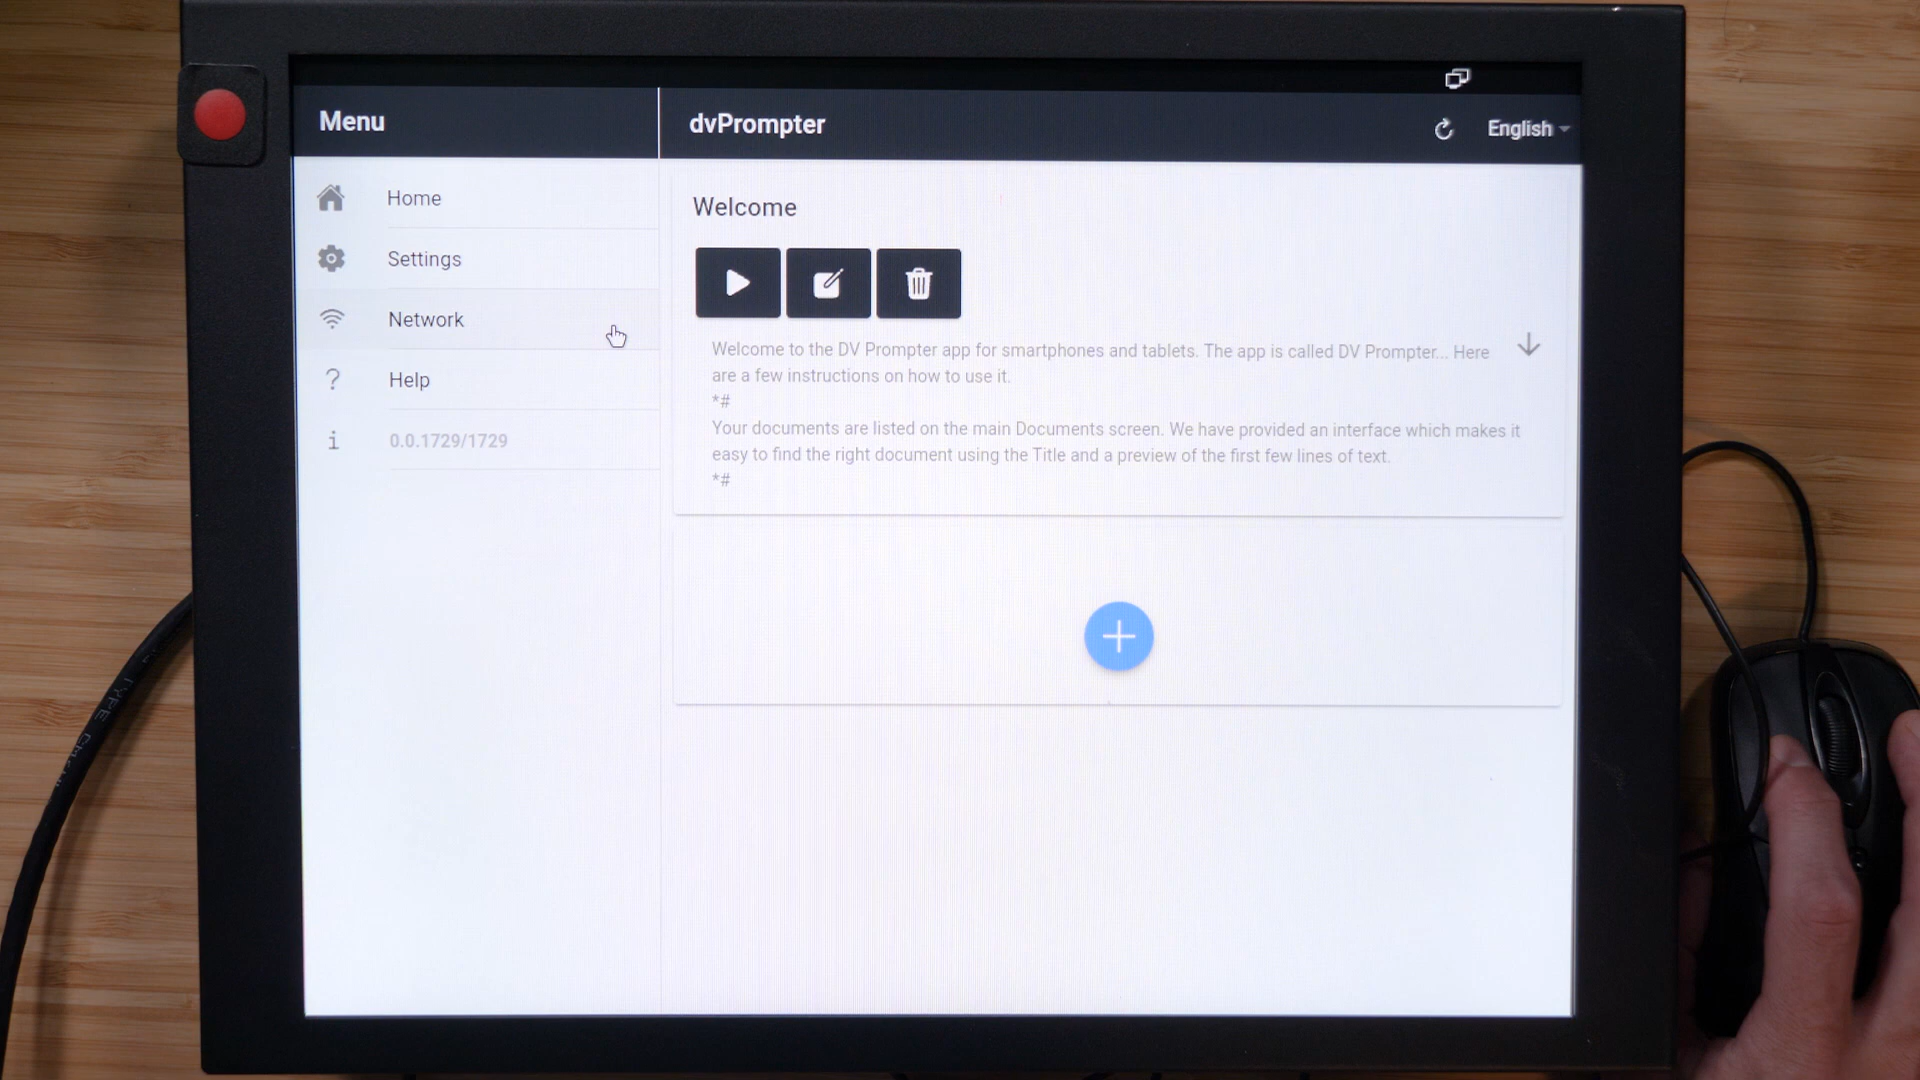 Menu
dvPrompter
English
Home
Settings
Network
Help
0.0.1729/1729
Welcome
Welcome to the DV Prompter app for smartphones and tablets. The app is called DV Prompter... Here
are a few instructions on how to use it.
*#
Your documents are listed on the main Documents screen. We have provided an interface which makes it
easy to find the right document using the Title and a preview of the first few lines of text.
*#
TYPE CM